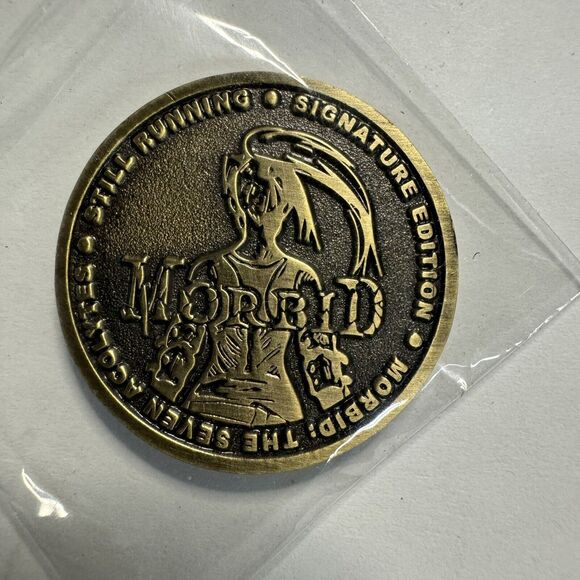 STILL RUNNING • SIGNATURE EDITION • MORBID: THE SEVEN ACOLYTES •
MORBID